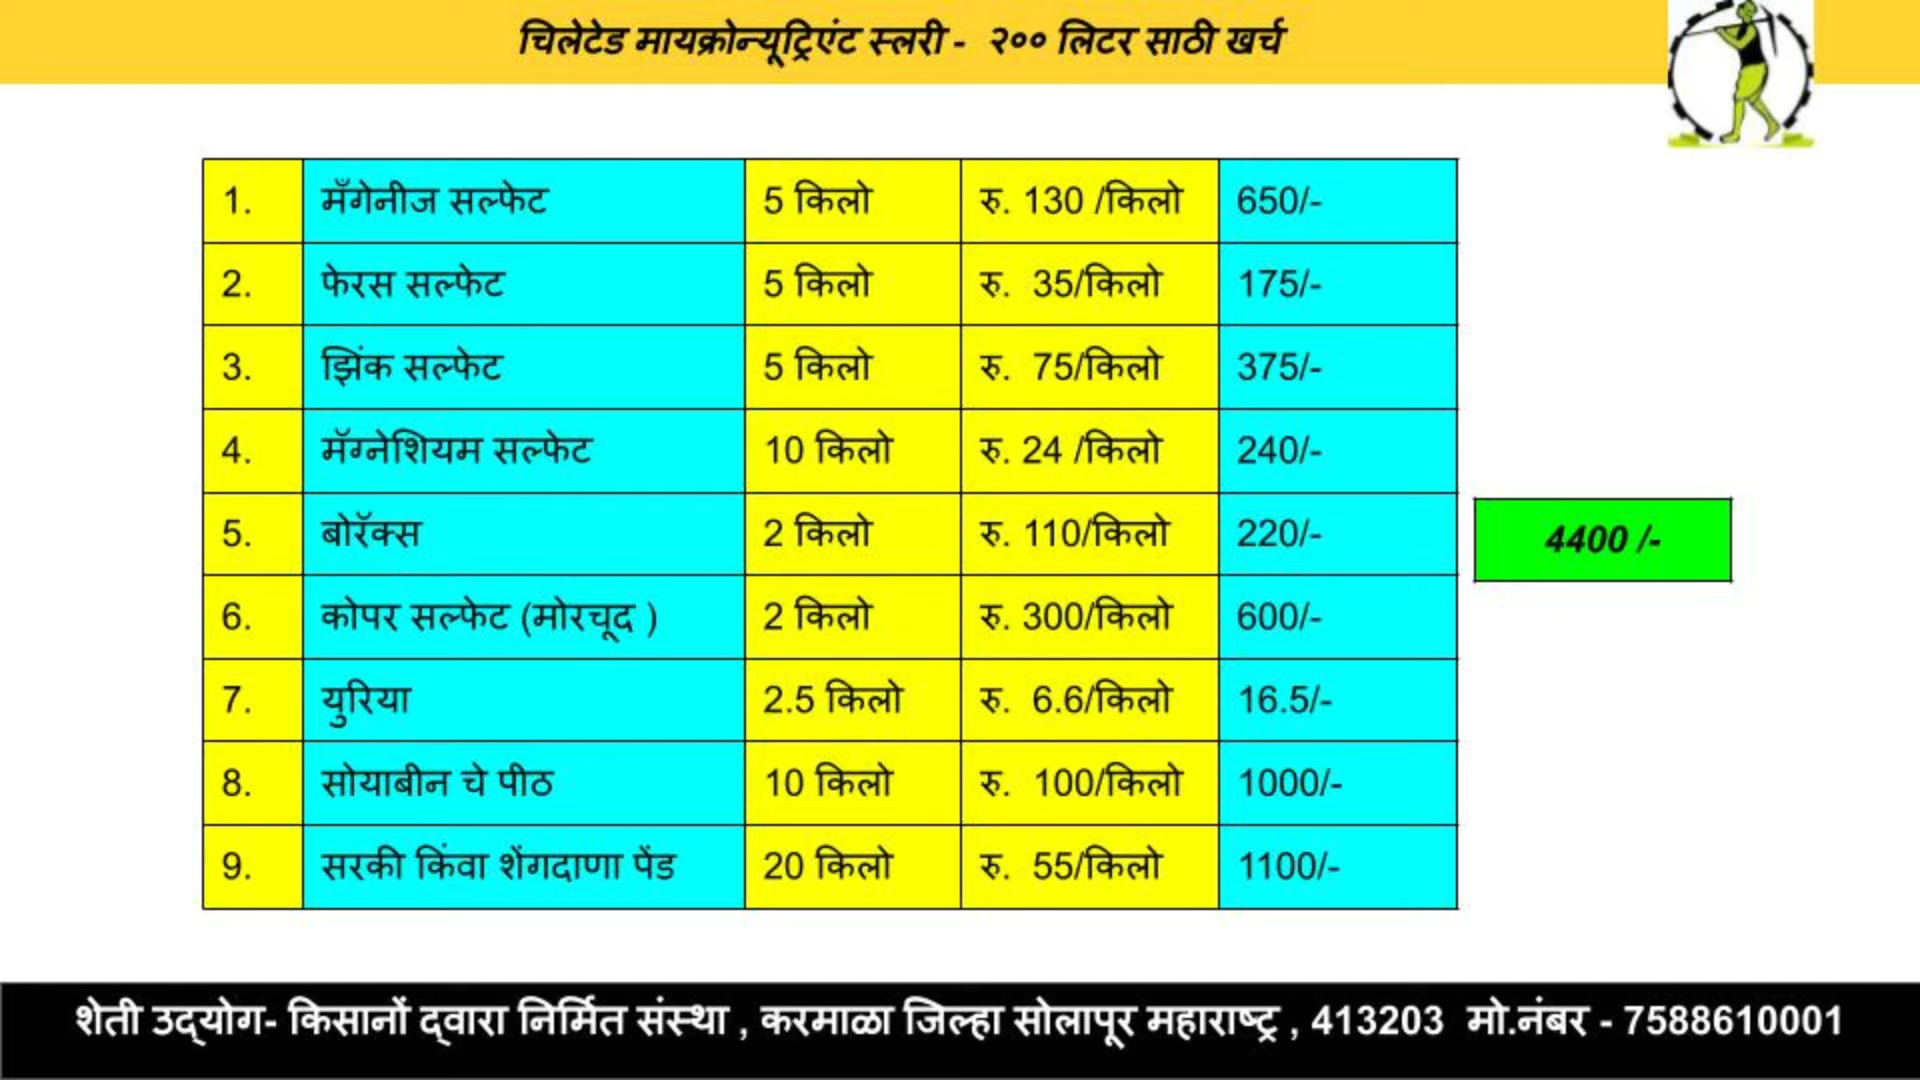 चिलेटेड मायक्रोन्यूट्रिएंट स्लरी - २०० लिटर साठी खर्च
1. मँगेनीज सल्फेट 5 किलो रु. 130 /किलो 650/-
2. फेरस सल्फेट 5 किलो रु. 35/किलो 175/-
3. झिंक सल्फेट 5 किलो रु. 75/किलो 375/-
4. मॅग्नेशियम सल्फेट 10 किलो रु. 24 /किलो 240/-
5. बोरॅक्स 2 किलो रु. 110/किलो 220/-
4400 /-
6. कोपर सल्फेट (मोरचूद ) 2 किलो रु. 300/किलो 600/-
7. युरिया 2.5 किलो रु. 6.6/किलो 16.5/-
8. सोयाबीन चे पीठ 10 किलो रु. 100/किलो 1000/-
9. सरकी किंवा शेंगदाणा पेंड 20 किलो रु. 55/किलो 1100/-
शेती उद्योग- किसानों द्वारा निर्मित संस्था , करमाळा जिल्हा सोलापूर महाराष्ट्र , 413203 मो.नंबर - 7588610001